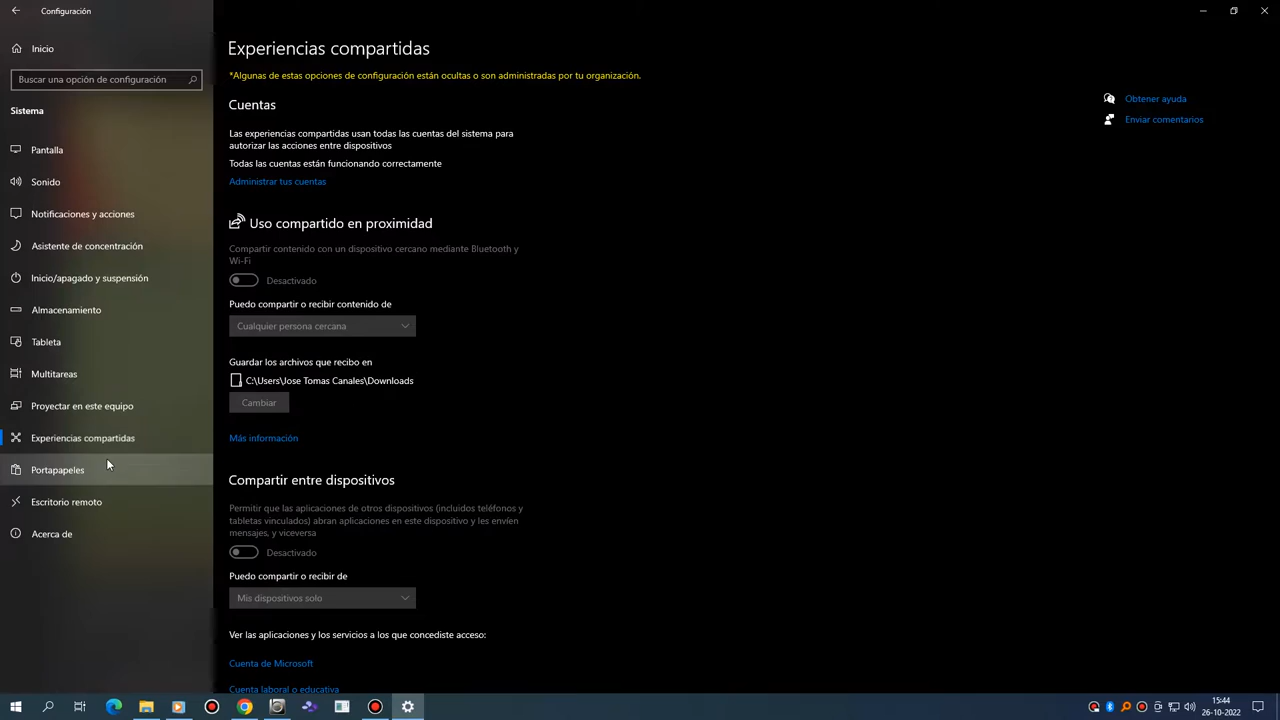 Configuración
Inicio
Buscar una opción de configuración
Sistema
Pantalla
Sonido
Notificaciones y acciones
Asistente de concentración
Inicio/apagado y suspensión
Almacenamiento
Tableta
Multitareas
Proyectar en este equipo
Experiencias compartidas
Portapapeles
Escritorio remoto
Acerca de
Experiencias compartidas
*Algunas de estas opciones de configuración están ocultas o son administradas por tu organización.
Cuentas
Las experiencias compartidas usan todas las cuentas del sistema para
autorizar las acciones entre dispositivos
Todas las cuentas están funcionando correctamente
Administrar tus cuentas
Uso compartido en proximidad
Compartir contenido con un dispositivo cercano mediante Bluetooth y
Wi-Fi
Desactivado
Puedo compartir o recibir contenido de
Cualquier persona cercana
Guardar los archivos que recibo en
C:\Users\Jose Tomas Canales\Downloads
Cambiar
Más información
Compartir entre dispositivos
Permitir que las aplicaciones de otros dispositivos (incluidos teléfonos y
tabletas vinculados) abran aplicaciones en este dispositivo y les envíen
mensajes, y viceversa
Desactivado
Puedo compartir o recibir de
Mis dispositivos solo
Ver las aplicaciones y los servicios a los que concediste acceso:
Cuenta de Microsoft
Cuenta laboral o educativa
Obtener ayuda
Enviar comentarios
15:44
26-10-2022